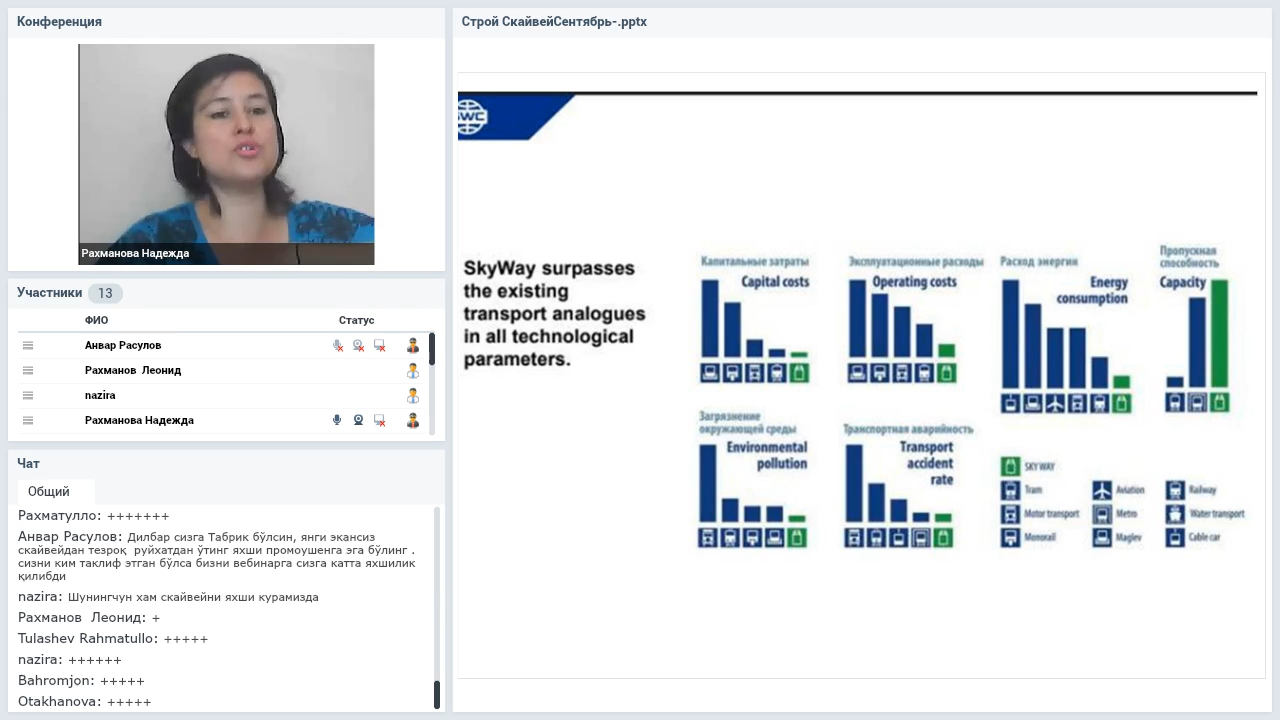 Конференция
Рахманова Надежда
Участники 13
ФИО Статус
Анвар Расулов
Рахманов Леонид
nazira
Рахманова Надежда
Чат
Общий
Рахматулло: +++++++
Анвар Расулов: Дилбар сизга Табрик бўлсин, янги экансиз
скайвейдан тезроқ руйхатдан ўтинг яхши промоушенга эга бўлинг .
сизни ким таклиф этган бўлса бизни вебинарга сизга катта яхшилик
қилибди
nazira: Шунингчун хам скайвейни яхши курамизда
Рахманов Леонид: +
Tulashev Rahmatullo: +++++
nazira: ++++++
Bahromjon: +++++
Otakhanova: +++++
Строй СкайвейСентябрь-.pptx
SWC
SkyWay surpasses
the existing
transport analogues
in all technological
parameters.
Капитальные затраты
Capital costs
Эксплуатационные расходы
Operating costs
Расход энергии
Energy
consumption
Пропускная
способность
Capacity
Загрязнение
окружающей среды
Environmental
pollution
Транспортная аварийность
Transport
accident
rate
SKY WAY
Tram Aviation Railway
Motor transport Metro Water transport
Monorail Maglev Cable car